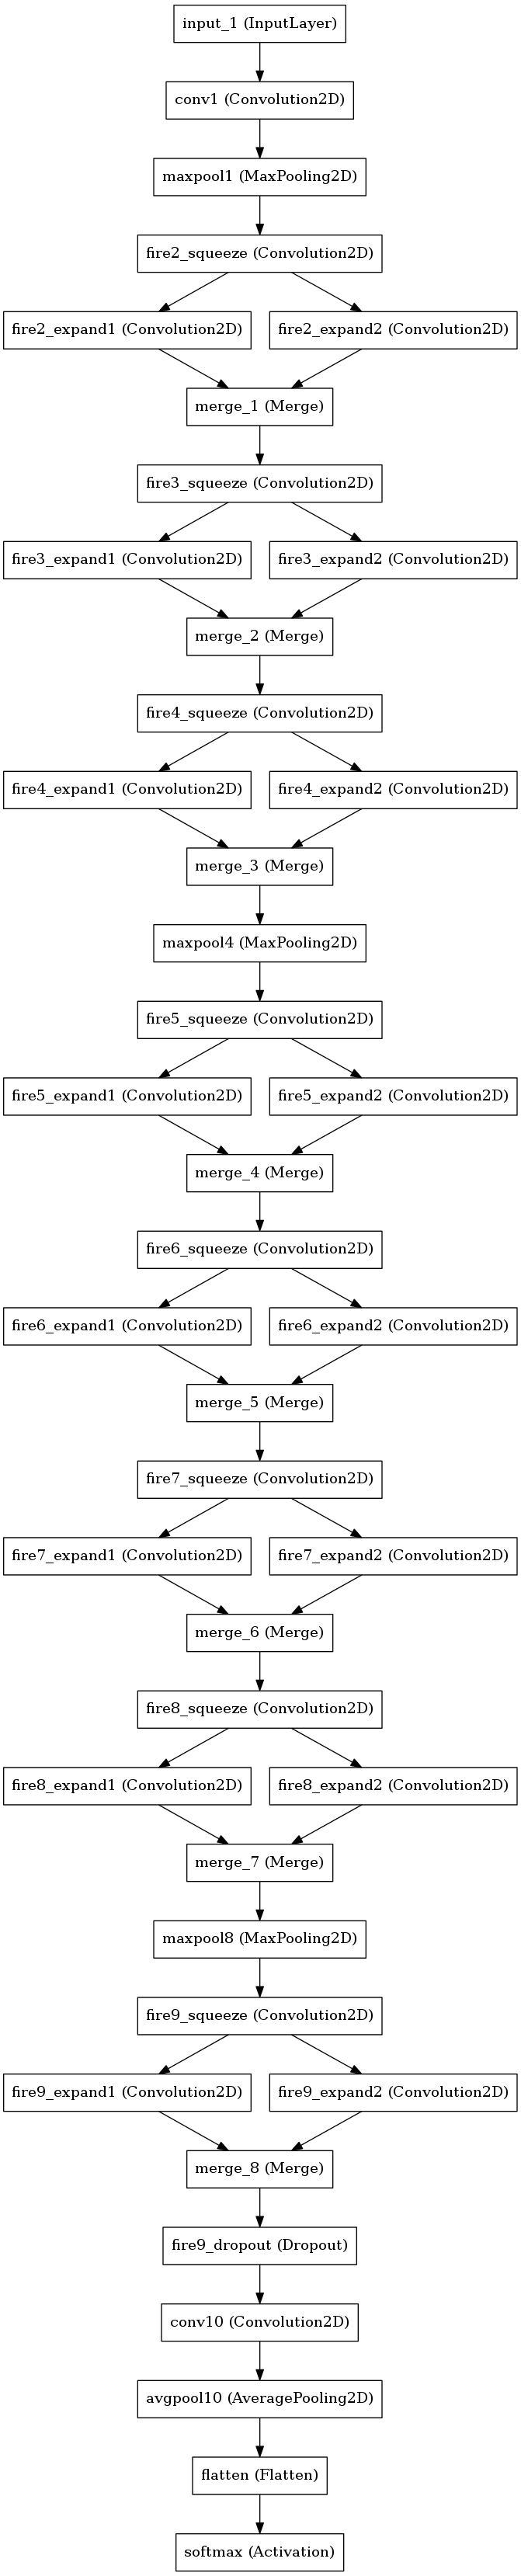 input_1 (InputLayer)
conv1 (Convolution2D)
maxpool1 (MaxPooling2D)
fire2_squeeze (Convolution2D)
fire2_expand1 (Convolution2D)
fire2_expand2 (Convolution2D)
merge_1 (Merge)
fire3_squeeze (Convolution2D)
fire3_expand1 (Convolution2D)
fire3_expand2 (Convolution2D)
merge_2 (Merge)
fire4_squeeze (Convolution2D)
fire4_expand1 (Convolution2D)
fire4_expand2 (Convolution2D)
merge_3 (Merge)
maxpool4 (MaxPooling2D)
fire5_squeeze (Convolution2D)
fire5_expand1 (Convolution2D)
fire5_expand2 (Convolution2D)
merge_4 (Merge)
fire6_squeeze (Convolution2D)
fire6_expand1 (Convolution2D)
fire6_expand2 (Convolution2D)
merge_5 (Merge)
fire7_squeeze (Convolution2D)
fire7_expand1 (Convolution2D)
fire7_expand2 (Convolution2D)
merge_6 (Merge)
fire8_squeeze (Convolution2D)
fire8_expand1 (Convolution2D)
fire8_expand2 (Convolution2D)
merge_7 (Merge)
maxpool8 (MaxPooling2D)
fire9_squeeze (Convolution2D)
fire9_expand1 (Convolution2D)
fire9_expand2 (Convolution2D)
merge_8 (Merge)
fire9_dropout (Dropout)
conv10 (Convolution2D)
avgpool10 (AveragePooling2D)
flatten (Flatten)
softmax (Activation)